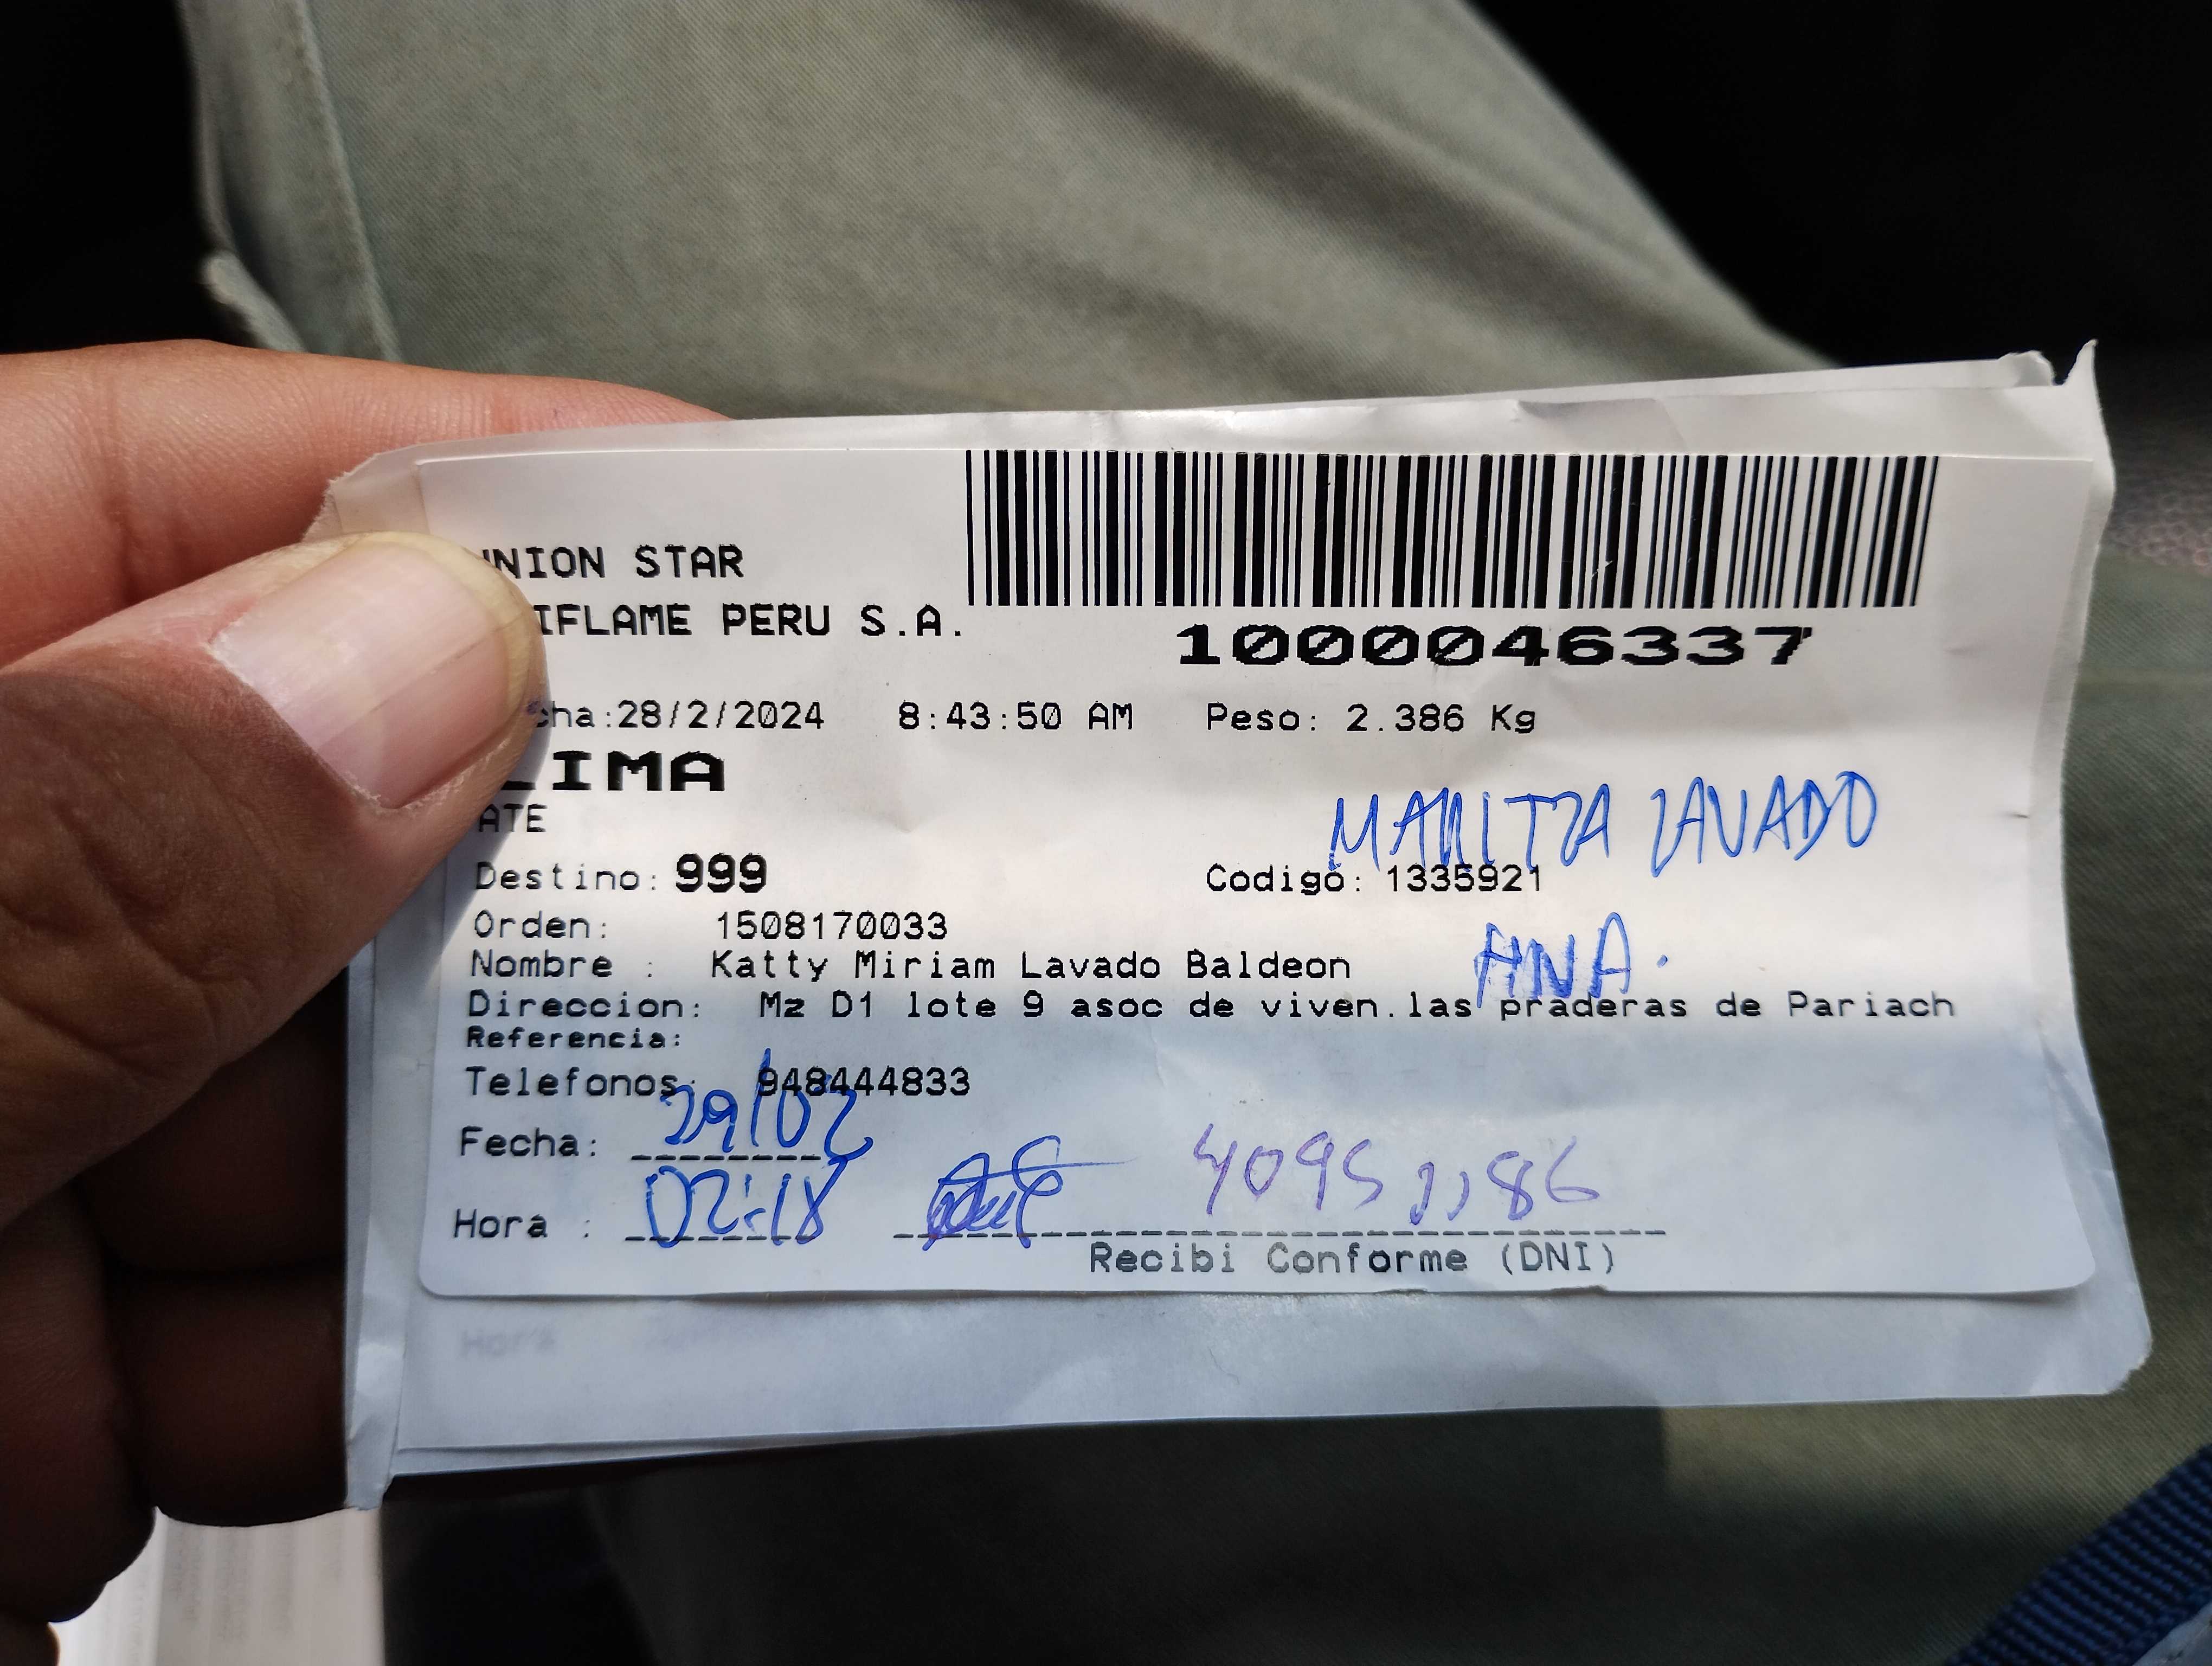 NION STAR
IFLAME PERU S.A.
1000046337
cha:28/2/2024 8:43:50 AM Peso: 2.386 Kg
LIMA
ATE
MARITZA LAVADO
Destino: 999 Codigo: 1335921
Orden: 1508170033
ANA.
Nombre : Katty Miriam Lavado Baldeon
Direccion: Mz D1 lote 9 asoc de viven.las praderas de Pariach
Referencia:
Telefonos: 948444833
Fecha: 29/02
Hora : 02:18
Recibi Conforme (DNI)
Hora